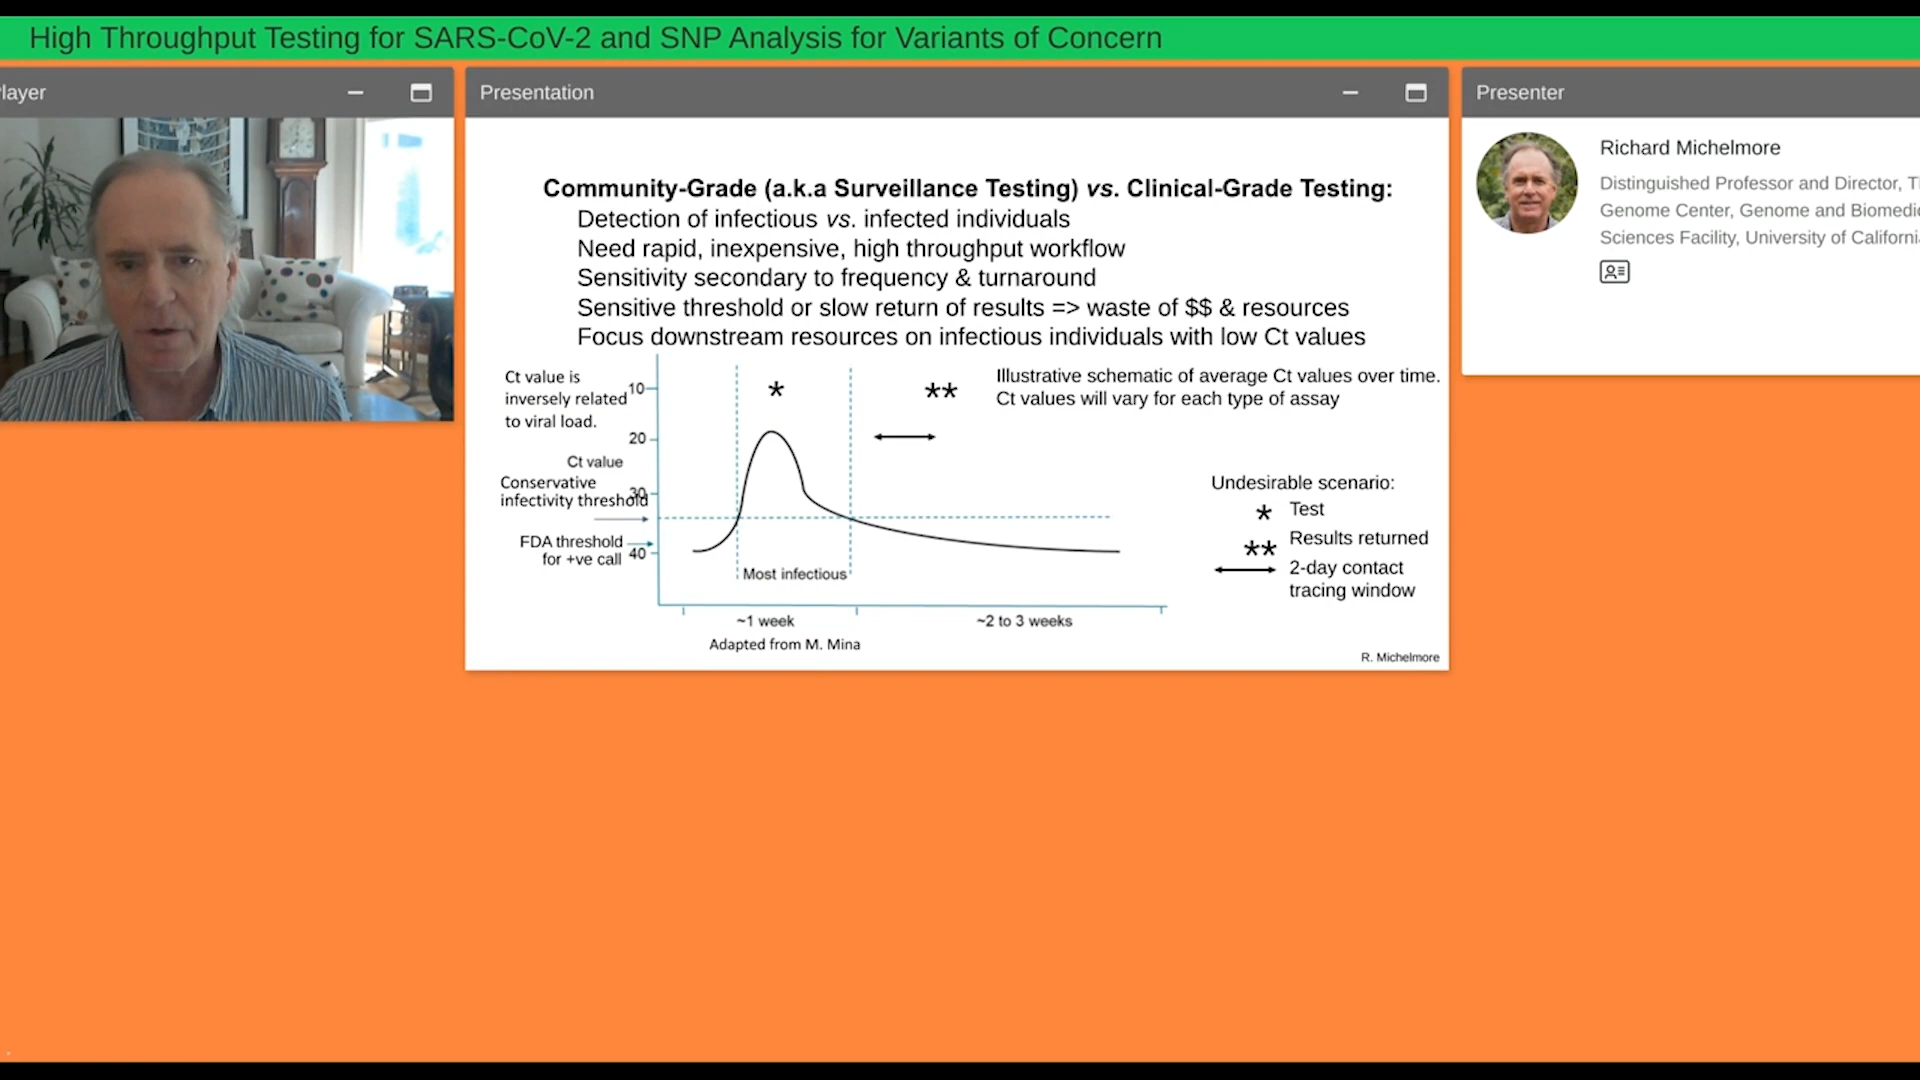 High Throughput Testing for SARS-CoV-2 and SNP Analysis for Variants of Concern
layer
Presentation
Presenter
Community-Grade (a.k.a Surveillance Testing) vs. Clinical-Grade Testing:
Detection of infectious vs. infected individuals
Need rapid, inexpensive, high throughput workflow
Sensitivity secondary to frequency & turnaround
Sensitive threshold or slow return of results => waste of $$ & resources
Focus downstream resources on infectious individuals with low Ct values
Ct value is
inversely related
to viral load.
10
20
Ct value
Conservative
infectivity threshold
30
FDA threshold
for +ve call
40
*
**
Illustrative schematic of average Ct values over time.
Ct values will vary for each type of assay
Most infectious
~1 week
~2 to 3 weeks
Adapted from M. Mina
Undesirable scenario:
* Test
** Results returned
2-day contact
tracing window
R. Michelmore
Richard Michelmore
Distinguished Professor and Director, T
Genome Center, Genome and Biomedic
Sciences Facility, University of Californi